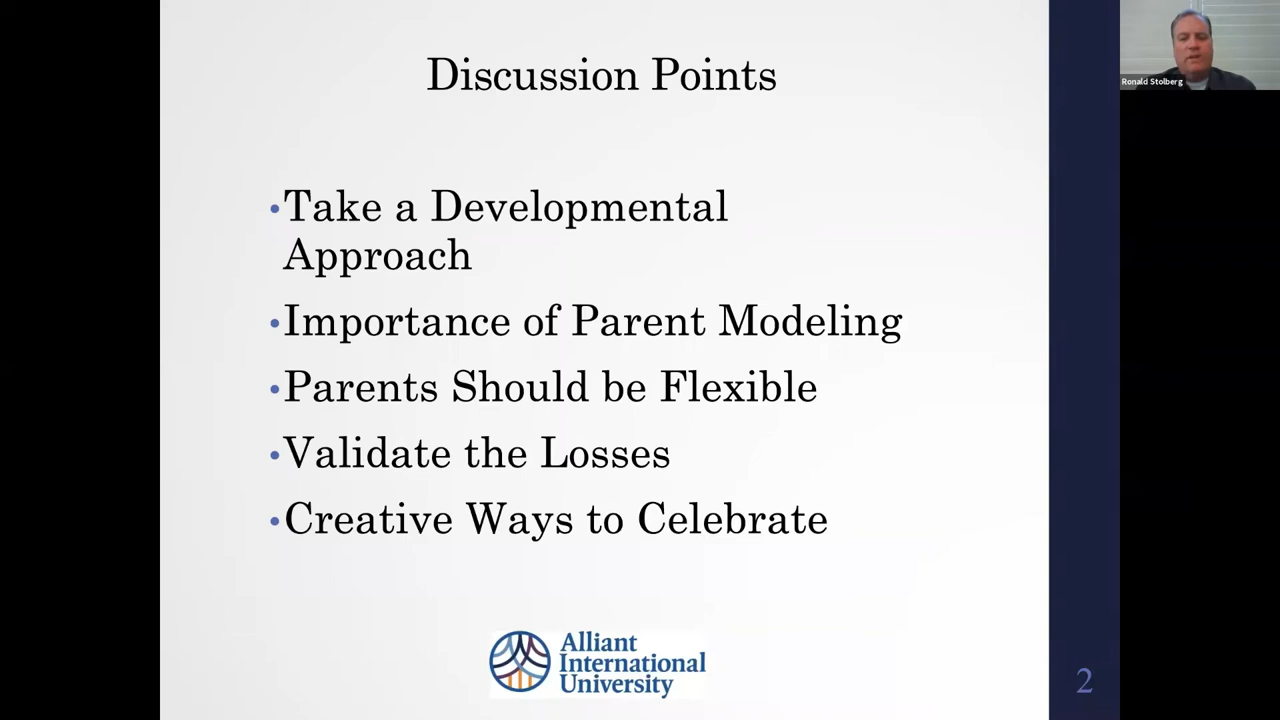 Discussion Points
Ronald Stolberg
•Take a Developmental
Approach
•Importance of Parent Modeling
•Parents Should be Flexible
•Validate the Losses
•Creative Ways to Celebrate
Alliant
International
University
2